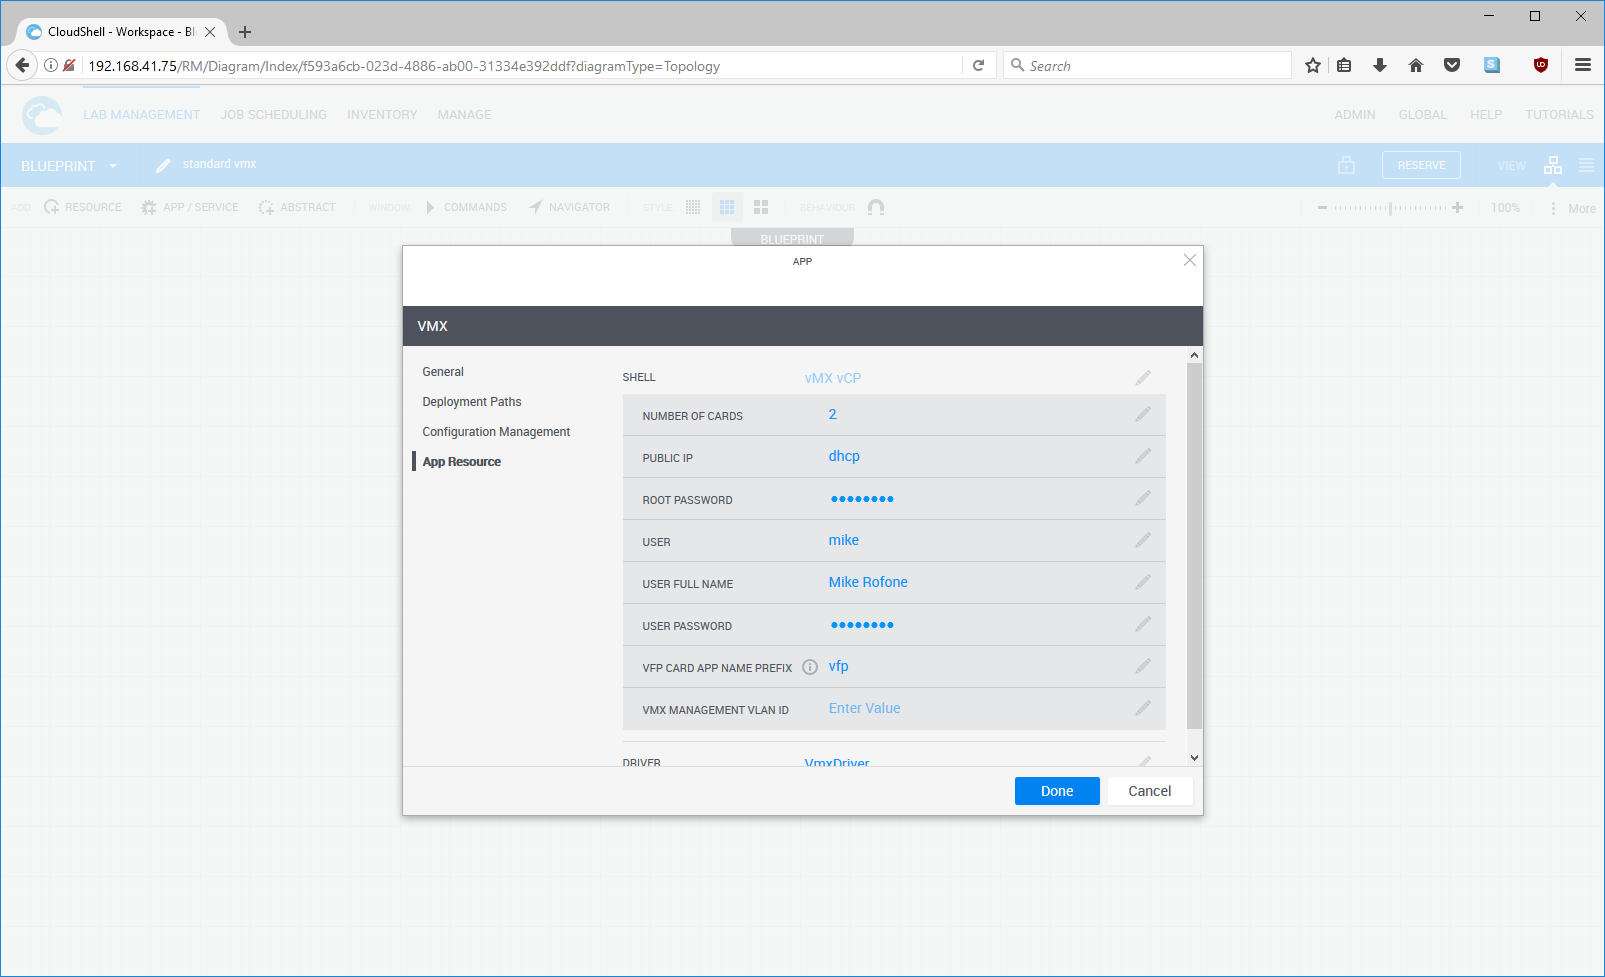 CloudShell - Workspace - Bl
192.168.41.75/RM/Diagram/Index/f593a6cb-023d-4886-ab00-31334e392ddf?diagramType=Topology
Search
LAB MANAGEMENT JOB SCHEDULING INVENTORY MANAGE ADMIN GLOBAL HELP TUTORIALS
BLUEPRINT standard vmx RESERVE VIEW
ADD RESOURCE APP / SERVICE ABSTRACT WINDOW COMMANDS NAVIGATOR STYLE BEHAVIOUR 100% More
BLUEPRINT
APP
VMX
General
Deployment Paths
Configuration Management
App Resource
SHELL vMX vCP
NUMBER OF CARDS 2
PUBLIC IP dhcp
ROOT PASSWORD ●●●●●●●●
USER mike
USER FULL NAME Mike Rofone
USER PASSWORD ●●●●●●●●
VFP CARD APP NAME PREFIX vfp
VMX MANAGEMENT VLAN ID Enter Value
DRIVER VmxDriver
Done Cancel